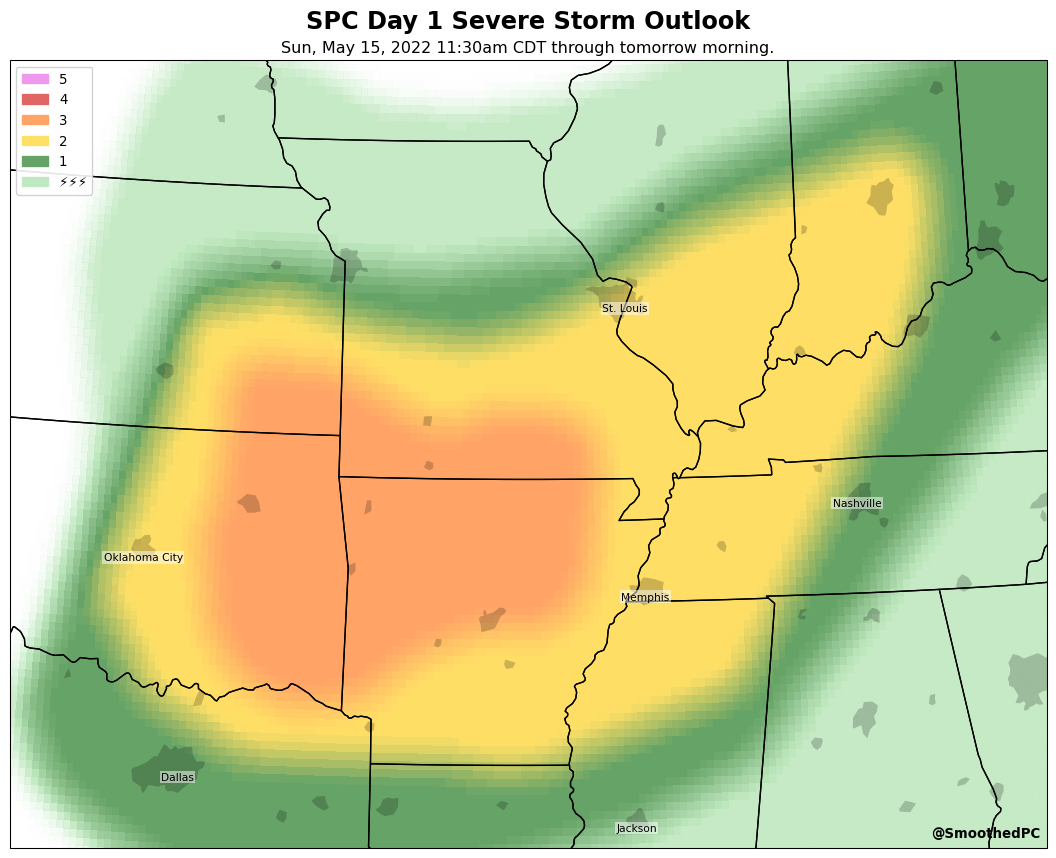 SPC Day 1 Severe Storm Outlook
Sun, May 15, 2022 11:30am CDT through tomorrow morning.
5
4
3
2
1
⚡⚡⚡
St. Louis
Nashville
Oklahoma City
Memphis
Dallas
Jackson
@SmoothedPC